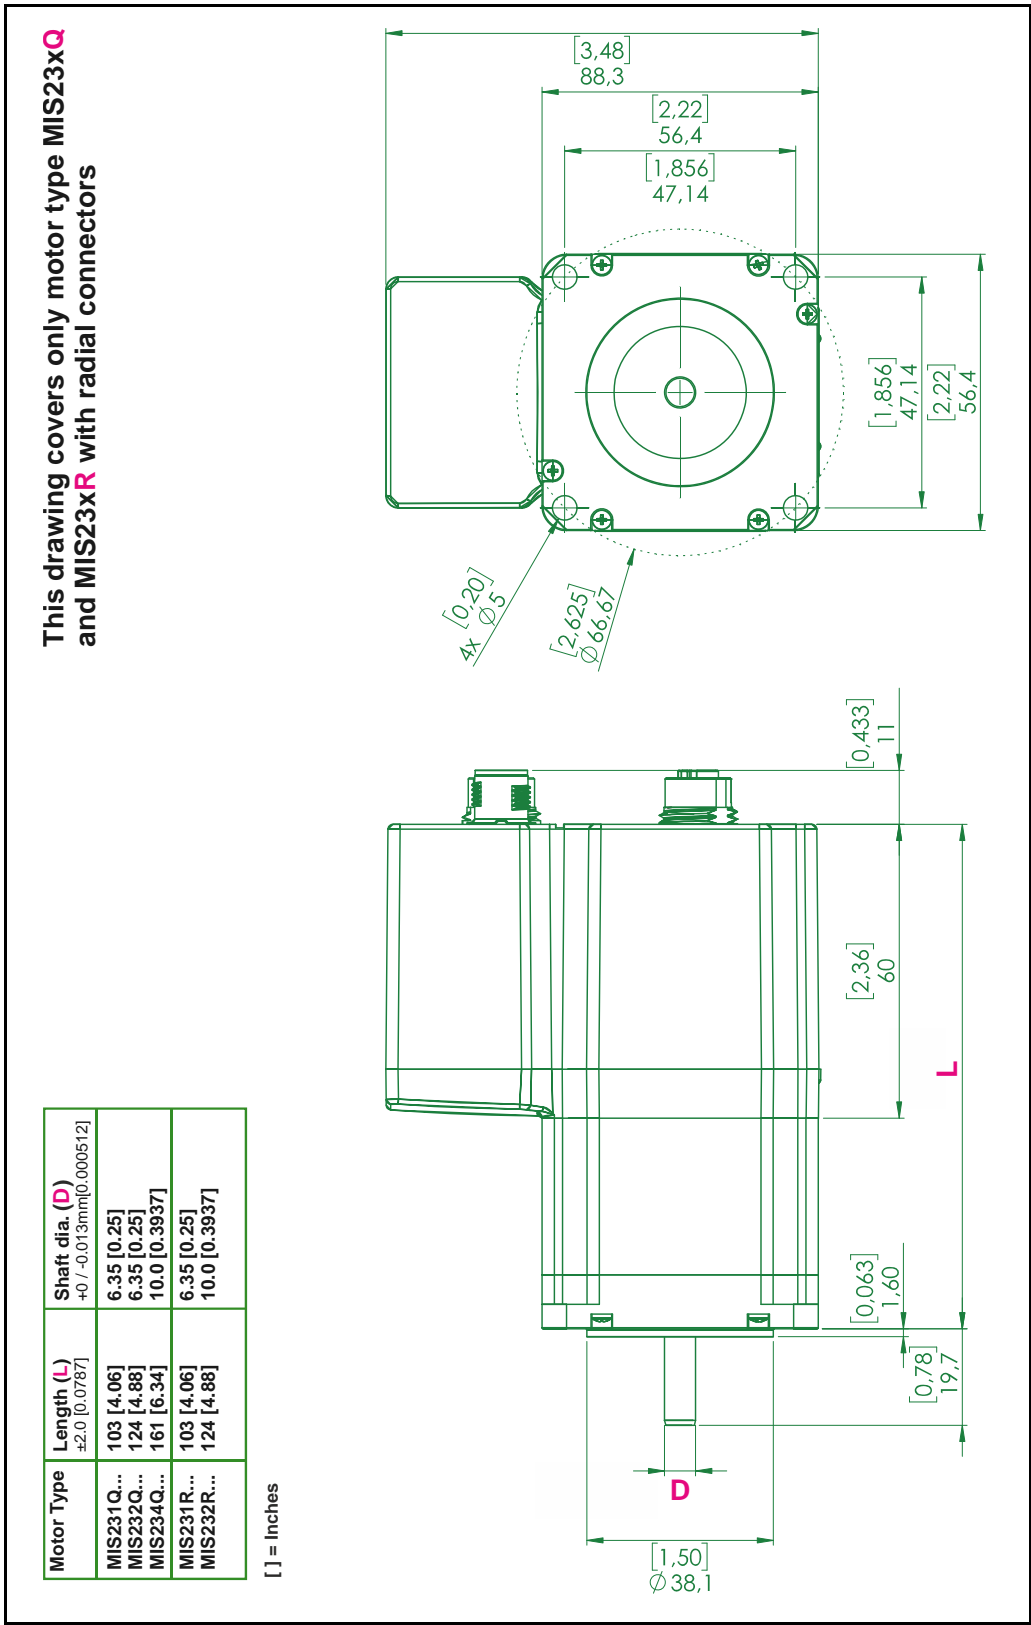 This drawing covers only motor type MIS23xQ
and MIS23xR with radial connectors
[3,48]
88,3
[2,22]
56,4
[1,856]
47,14
[1,856]
47,14
[2,22]
56,4
[0,20]
4x Ø 5
[2,625]
Ø 66,67
[0,433]
11
[2,36]
60
L
[0,063]
1,60
[0,78]
19,7
D
[1,50]
Ø 38,1
Motor Type Length (L) Shaft dia. (D)
±2.0 [0.0787] +0 / -0.013mm[0.000512]
MIS231Q... 103 [4.06] 6.35 [0.25]
MIS232Q... 124 [4.88] 6.35 [0.25]
MIS234Q... 161 [6.34] 10.0 [0.3937]
MIS231R... 103 [4.06] 6.35 [0.25]
MIS232R... 124 [4.88] 10.0 [0.3937]
[ ] = Inches